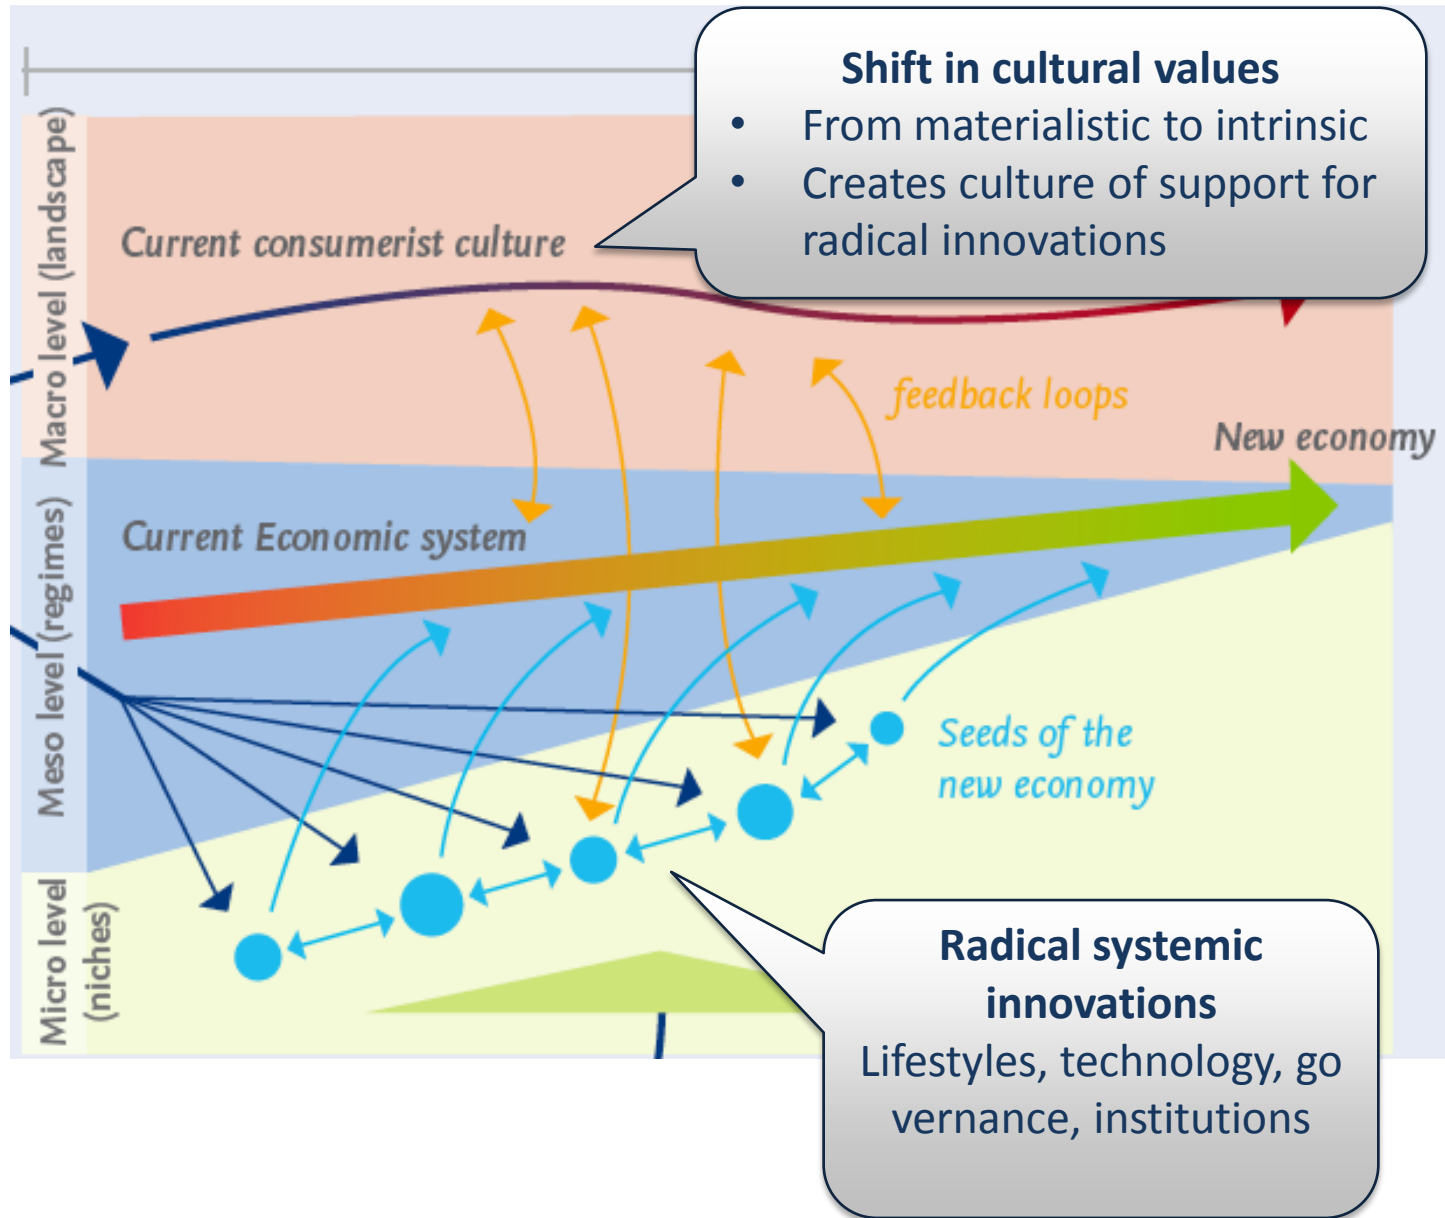 Shift in cultural values
• From materialistic to intrinsic
• Creates culture of support for
radical innovations
Macro level (landscape)
Current consumerist culture
feedback loops
New economy
Meso level (regimes)
Current Economic system
Seeds of the
new economy
Micro level
(niches)
Radical systemic
innovations
Lifestyles, technology, go
vernance, institutions